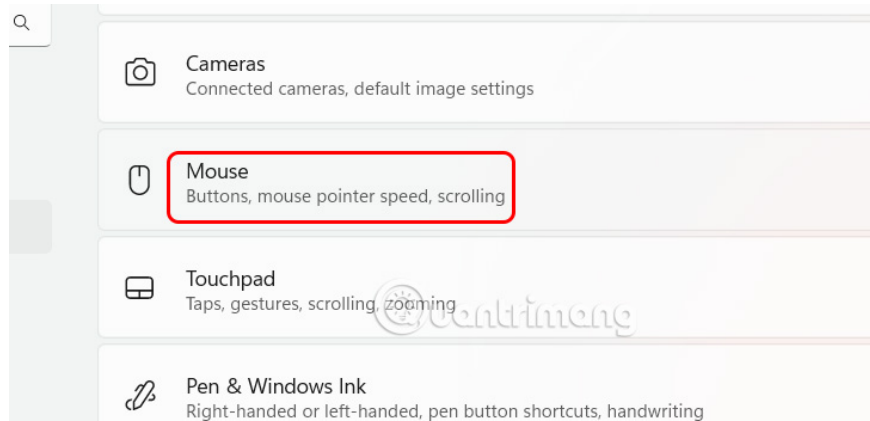 Cameras
Connected cameras, default image settings
Mouse
Buttons, mouse pointer speed, scrolling
Touchpad
Taps, gestures, scrolling, zooming
Quantrimang
Pen & Windows Ink
Right-handed or left-handed, pen button shortcuts, handwriting